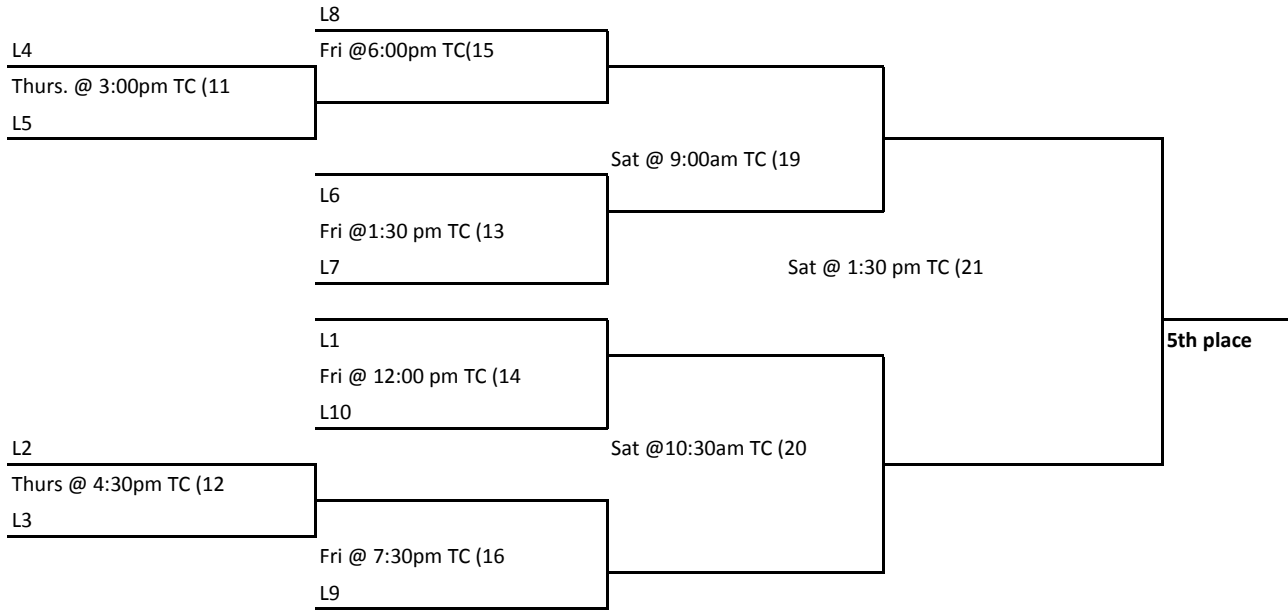 L8
L4
Fri @6:00pm TC(15
Thurs. @ 3:00pm TC (11
L5
Sat @ 9:00am TC (19
L6
Fri @1:30 pm TC (13
L7
Sat @ 1:30 pm TC (21
L1
5th place
Fri @ 12:00 pm TC (14
L10
L2
Sat @10:30am TC (20
Thurs @ 4:30pm TC (12
L3
Fri @ 7:30pm TC (16
L9